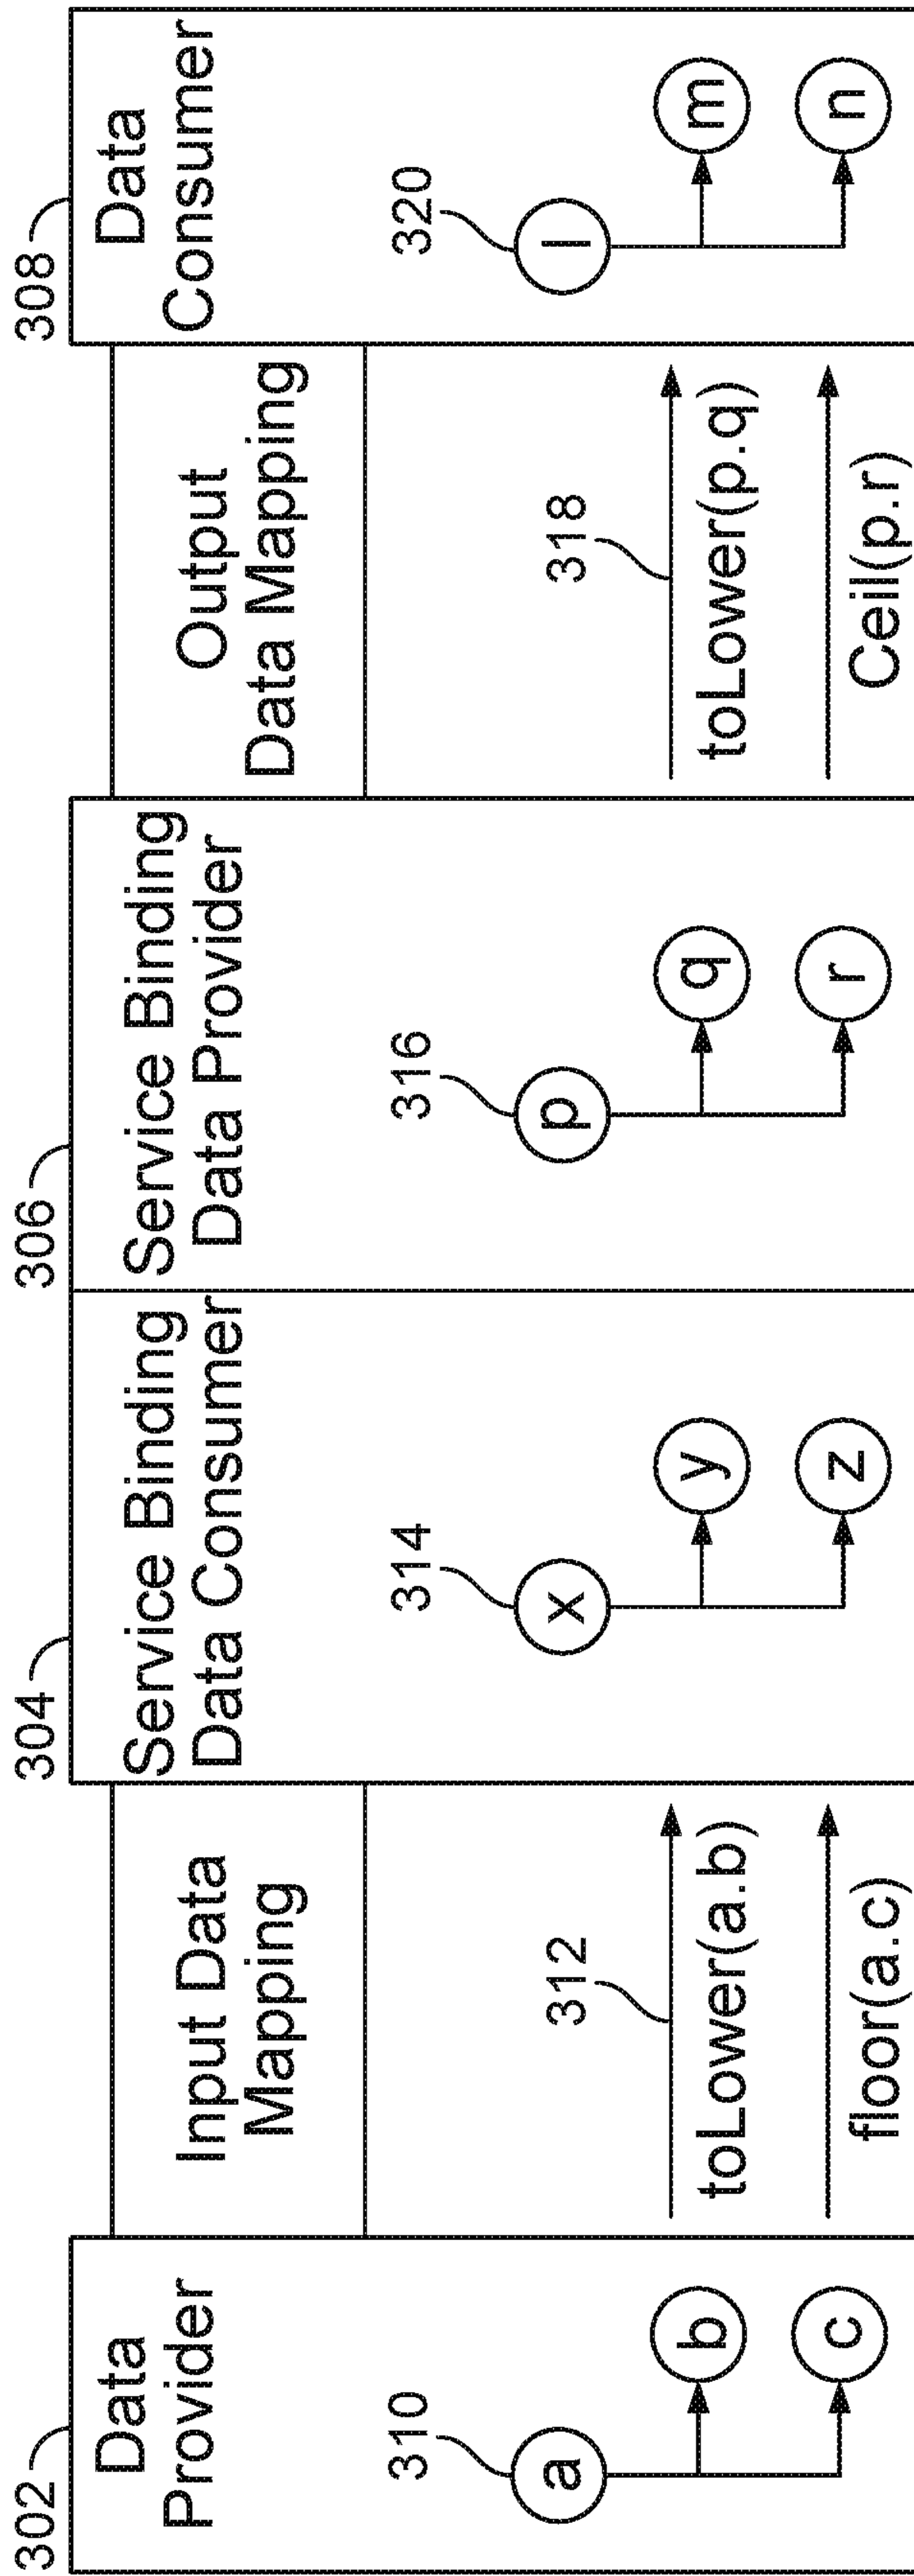 302
Data
Provider
310
a
b
c
Input Data
Mapping
312
toLower(a.b)
floor(a.c)
304
Service Binding
Data Consumer
314
x
y
z
306
Service Binding
Data Provider
316
p
q
r
Output
Data Mapping
318
toLower(p.q)
Ceil(p.r)
308
Data
Consumer
320
l
m
n